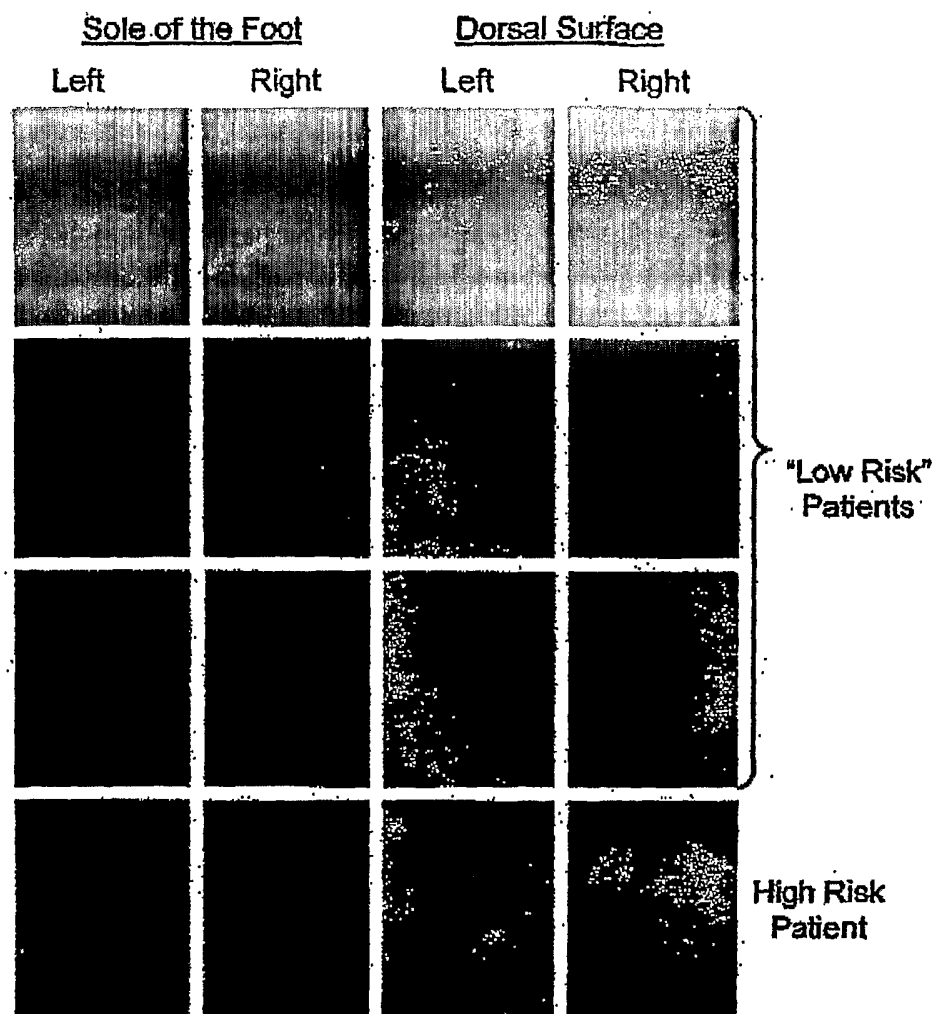 Sole of the Foot Dorsal Surface
Left Right Left Right
"Low Risk"
Patients
High Risk
Patient